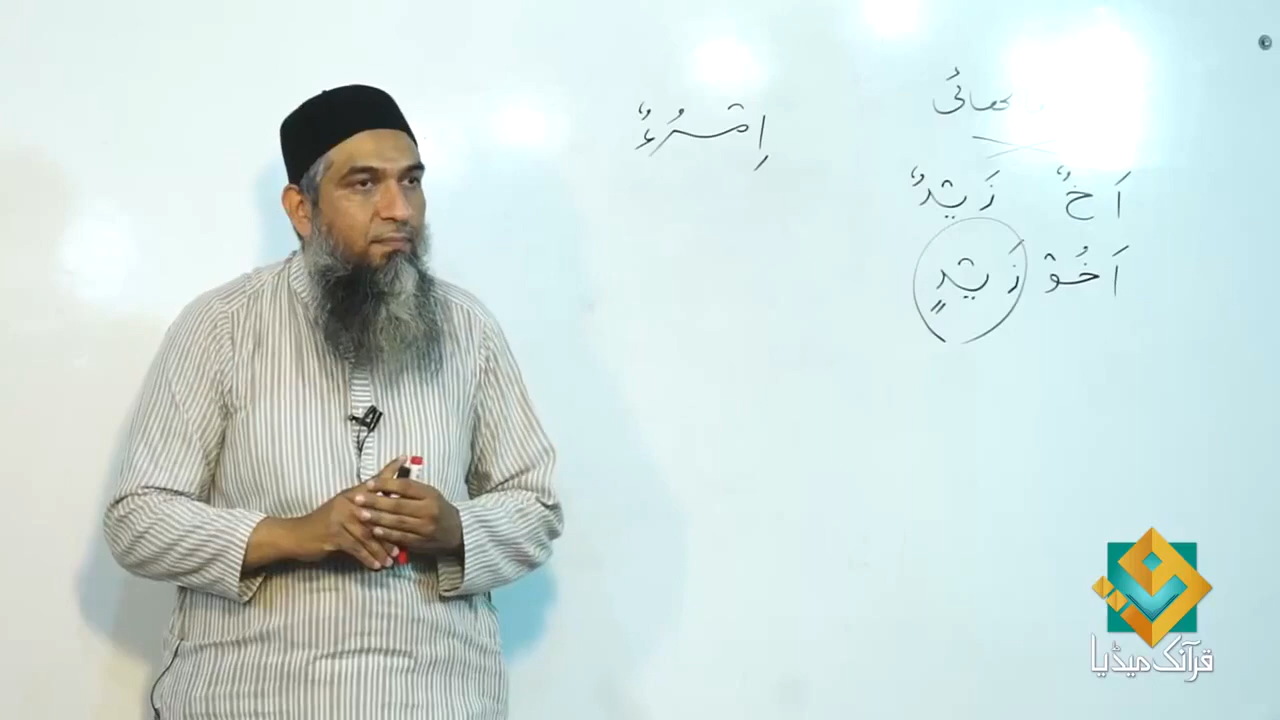 بھائی
اِمْرُءٌ
اَخٌ زَیْدٌ
اَخُوْ زَیْدٍ
قرآنک میڈیا